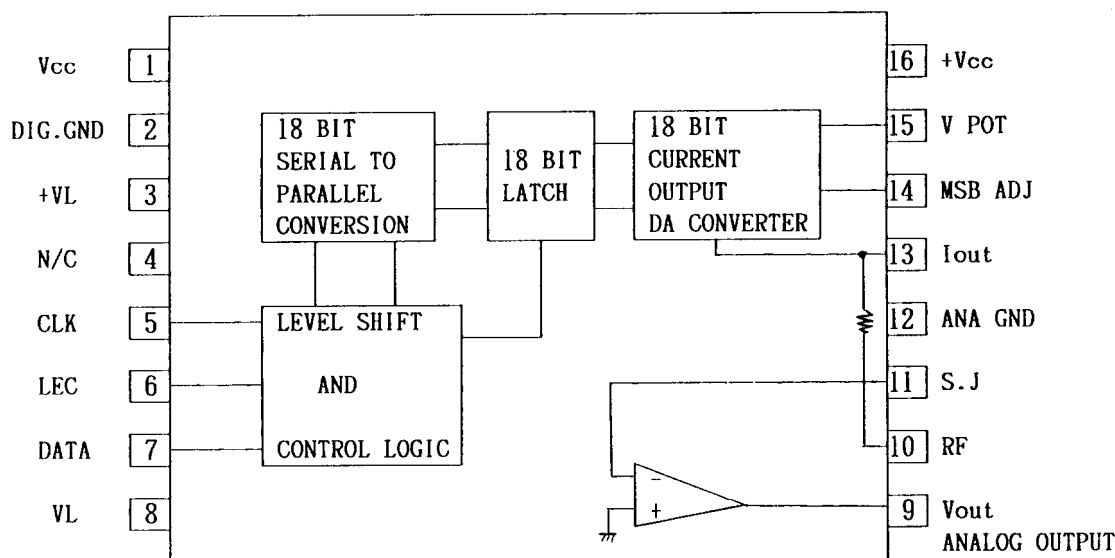 Vcc 1
DIG.GND 2
+VL 3
N/C 4
CLK 5
LEC 6
DATA 7
VL 8
18 BIT
SERIAL TO
PARALLEL
CONVERSION
18 BIT
LATCH
18 BIT
CURRENT
OUTPUT
DA CONVERTER
LEVEL SHIFT
AND
CONTROL LOGIC
-
+
16 +Vcc
15 V POT
14 MSB ADJ
13 Iout
12 ANA GND
11 S.J
10 RF
9 Vout
ANALOG OUTPUT